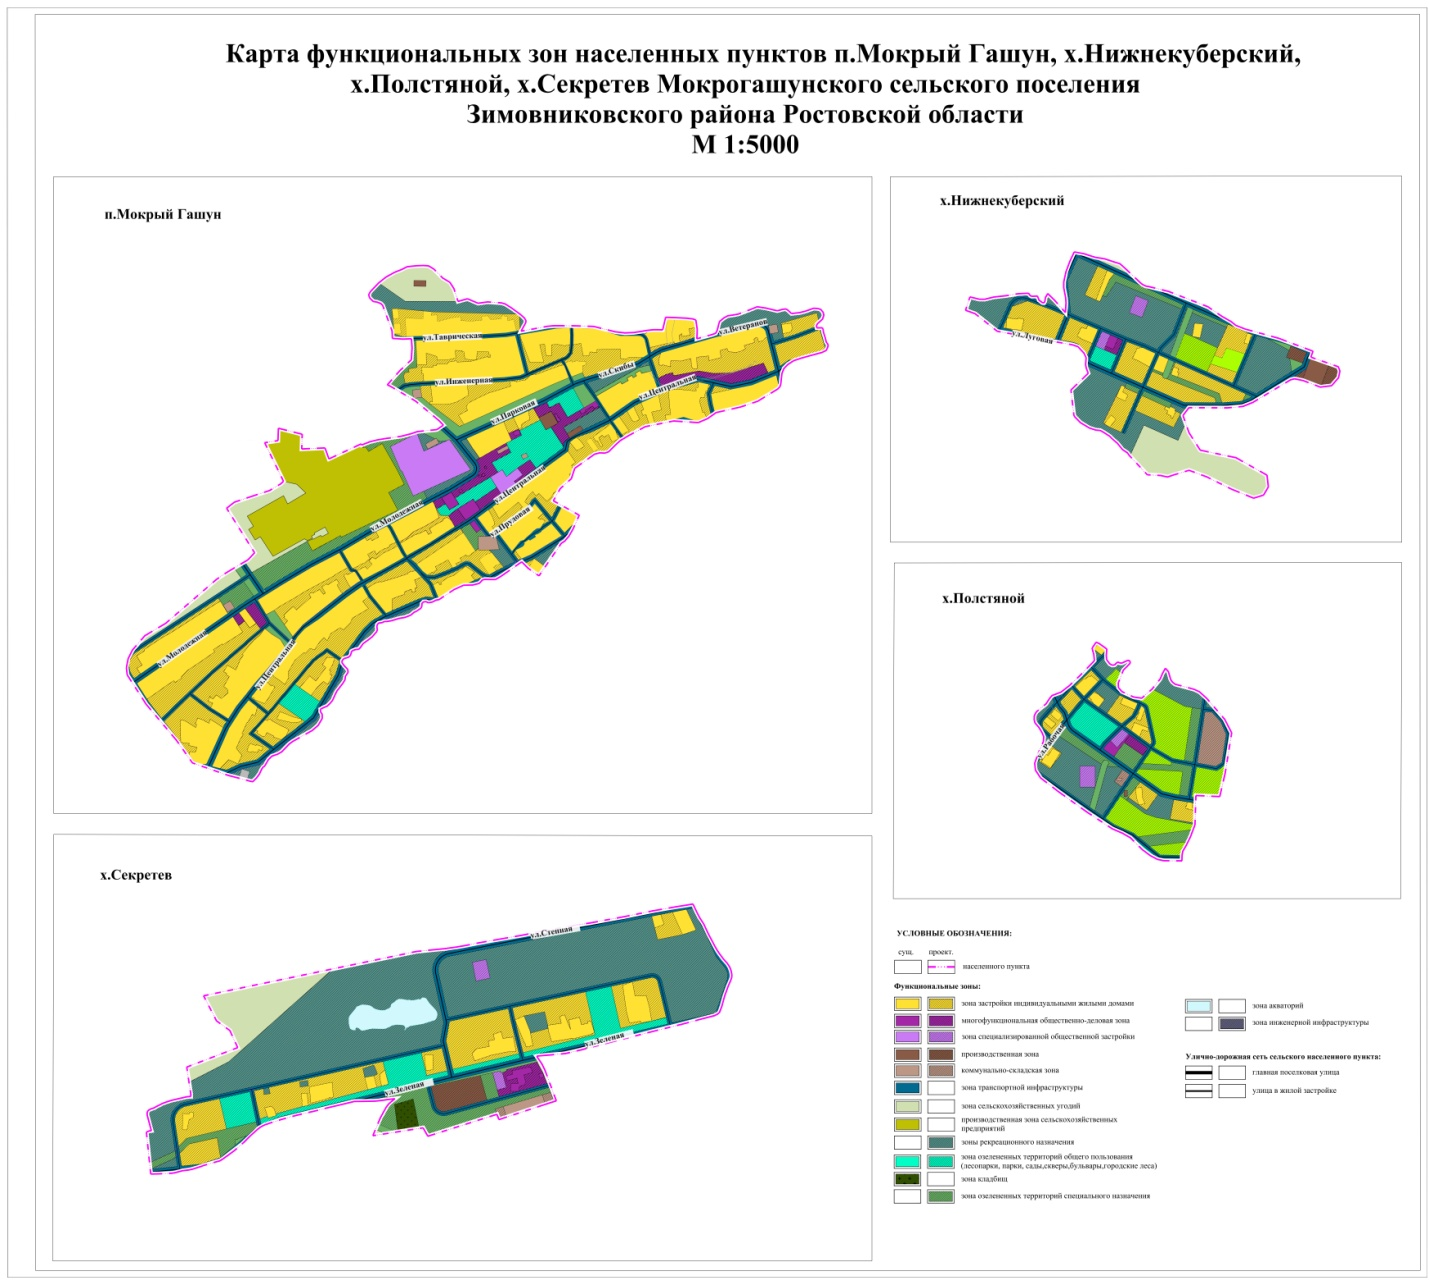 Карта функциональных зон населенных пунктов п.Мокрый Гашун, х.Нижнекуберский,
х.Полстяной, х.Секретев Мокрогашунского сельского поселения
Зимовниковского района Ростовской области
М 1:5000
п.Мокрый Гашун
ул.Таврическая
ул.Ветеранов
ул.Инженерная
ул.Скибы
ул.Центральная
ул.Парковая
ул.Центральная
ул.Молодежная
ул.Прудовая
ул.Молодежная
ул.Центральная
х.Нижнекуберский
ул.Луговая
х.Полстяной
ул.Рабочая
х.Секретев
ул.Степная
ул.Зеленая
ул.Зеленая
УСЛОВНЫЕ ОБОЗНАЧЕНИЯ:
сущ. проект.
населенного пункта
Функциональные зоны:
зона застройки индивидуальными жилыми домами
многофункциональная общественно-деловая зона
зона специализированной общественной застройки
производственная зона
коммунально-складская зона
зона транспортной инфраструктуры
зона сельскохозяйственных угодий
производственная зона сельскохозяйственных
предприятий
зоны рекреационного назначения
зона озелененных территорий общего пользования
(лесопарки, парки, сады,скверы,бульвары,городские леса)
зона кладбищ
зона озелененных территорий специального назначения
зона акваторий
зона инженерной инфраструктуры
Улично-дорожная сеть сельского населенного пункта:
главная поселковая улица
улица в жилой застройке